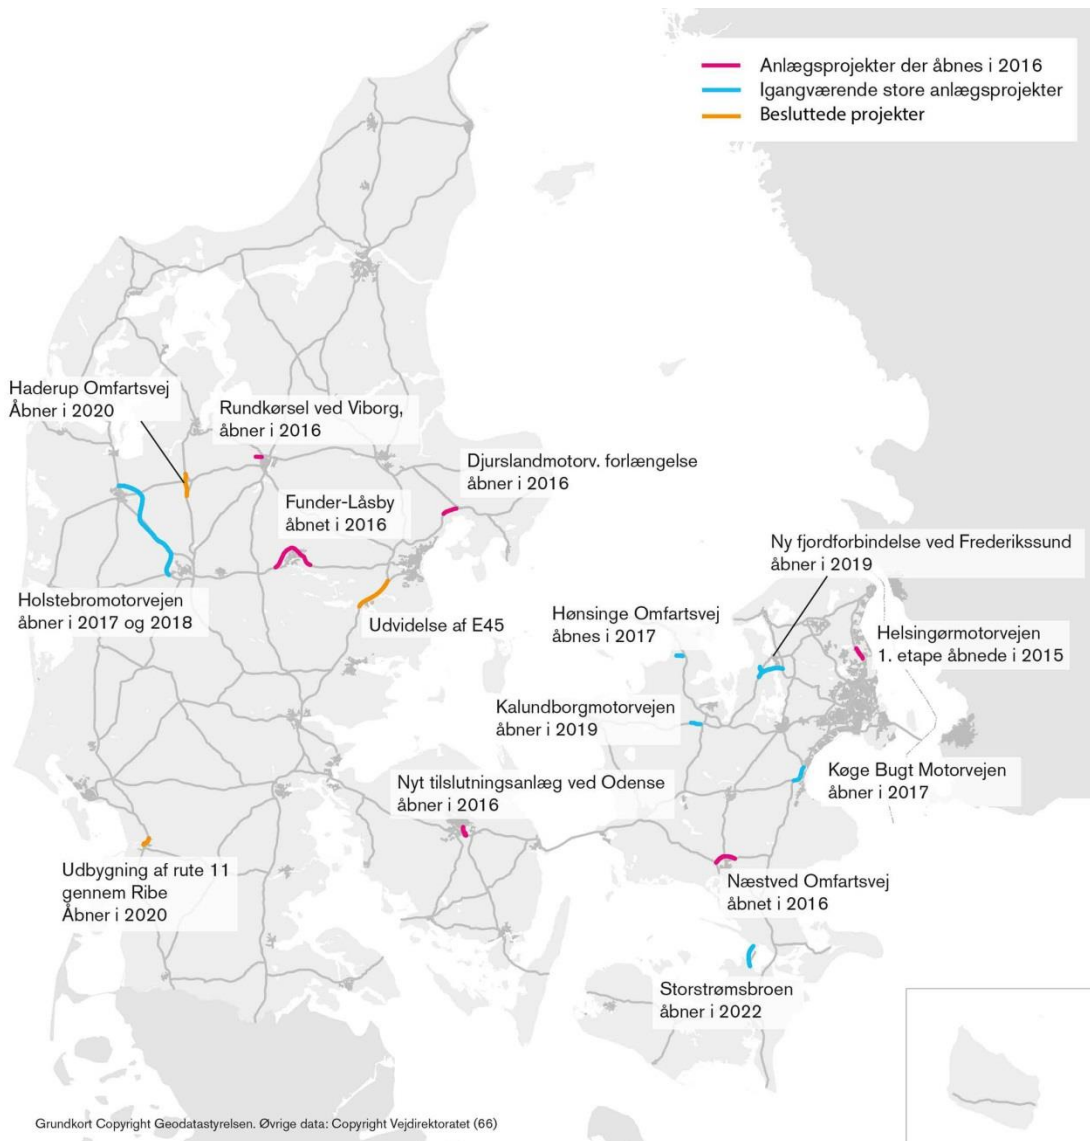 Anlægsprojekter der åbnes i 2016
Igangværende store anlægsprojekter
Besluttede projekter
Haderup Omfartsvej
Åbner i 2020
Rundkørsel ved Viborg,
åbner i 2016
Djurslandmotorv. forlængelse
åbner i 2016
Funder-Låsby
åbnet i 2016
Ny fjordforbindelse ved Frederikssund
åbner i 2019
Holstebromotorvejen
åbner i 2017 og 2018
Udvidelse af E45
Hønsinge Omfartsvej
åbnes i 2017
Helsingørmotorvejen
1. etape åbnede i 2015
Kalundborgmotorvejen
åbner i 2019
Køge Bugt Motorvejen
åbner i 2017
Nyt tilslutningsanlæg ved Odense
åbner i 2016
Udbygning af rute 11
gennem Ribe
Åbner i 2020
Næstved Omfartsvej
åbnet i 2016
Storstrømsbroen
åbner i 2022
Grundkort Copyright Geodatastyrelsen. Øvrige data: Copyright Vejdirektoratet (66)